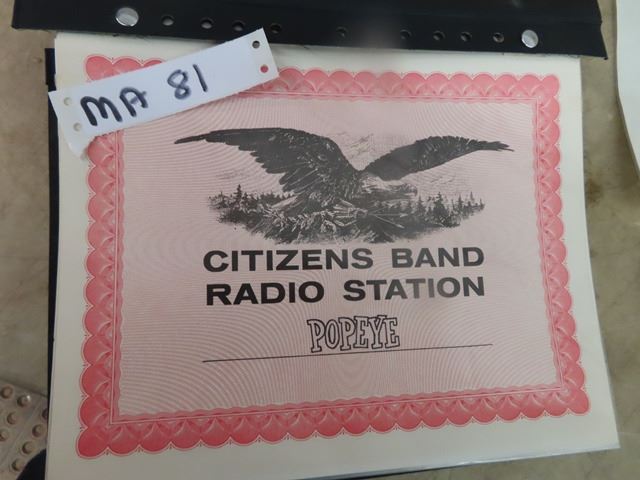 MA 81
CITIZENS BAND
RADIO STATION
POPEYE